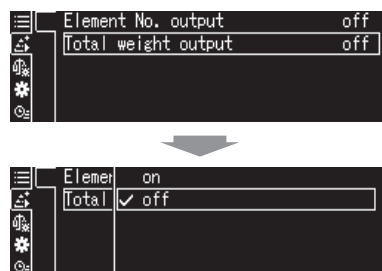 Element No. output off
Total weight output off
Elemen on
Total ✓ off